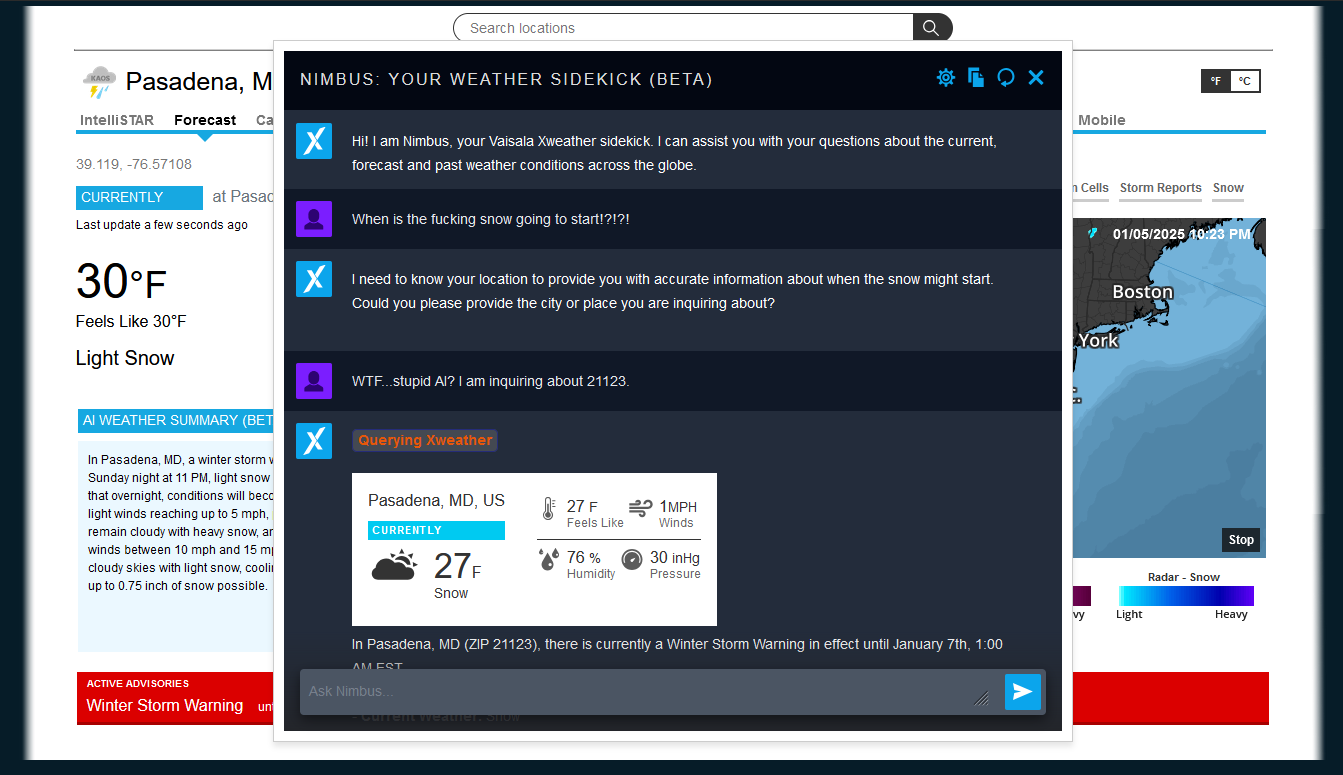 Search locations
KAOS
Pasadena, M
°F °C
IntelliSTAR Forecast Ca
Mobile
39.119, -76.57108
CURRENTLY at Pasad
Last update a few seconds ago
30°F
Feels Like 30°F
Light Snow
AI WEATHER SUMMARY (BET
In Pasadena, MD, a winter storm w
Sunday night at 11 PM, light snow
that overnight, conditions will beco
light winds reaching up to 5 mph,
remain cloudy with heavy snow, an
winds between 10 mph and 15 m
cloudy skies with light snow, coolin
up to 0.75 inch of snow possible.
ACTIVE ADVISORIES
Winter Storm Warning unt
NIMBUS: YOUR WEATHER SIDEKICK (BETA)
Hi! I am Nimbus, your Vaisala Xweather sidekick. I can assist you with your questions about the current,
forecast and past weather conditions across the globe.
When is the fucking snow going to start!?!?!
I need to know your location to provide you with accurate information about when the snow might start.
Could you please provide the city or place you are inquiring about?
WTF...stupid AI? I am inquiring about 21123.
Querying Xweather
Pasadena, MD, US
CURRENTLY
27 F
Snow
27 F
Feels Like
1 MPH
Winds
76 %
Humidity
30 inHg
Pressure
In Pasadena, MD (ZIP 21123), there is currently a Winter Storm Warning in effect until January 7th, 1:00
AM EST
Ask Nimbus...
- Current Weather: Snow
n Cells Storm Reports Snow
01/05/2025 10:23 PM
Boston
York
Stop
Radar - Snow
vy Light Heavy